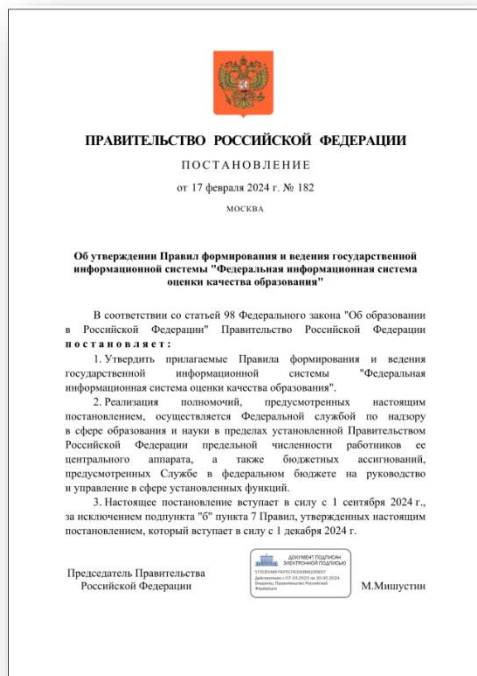 ПРАВИТЕЛЬСТВО РОССИЙСКОЙ ФЕДЕРАЦИИ
ПОСТАНОВЛЕНИЕ
от 17 февраля 2024 г. № 182
МОСКВА
Об утверждении Правил формирования и ведения государственной
информационной системы "Федеральная информационная система
оценки качества образования"
В соответствии со статьей 98 Федерального закона "Об образовании
в Российской Федерации" Правительство Российской Федерации
постановляет:
1. Утвердить прилагаемые Правила формирования и ведения
государственной информационной системы "Федеральная
информационная система оценки качества образования".
2. Реализация полномочий, предусмотренных настоящим
постановлением, осуществляется Федеральной службой по надзору
в сфере образования и науки в пределах установленной Правительством
Российской Федерации предельной численности работников ее
центрального аппарата, а также бюджетных ассигнований,
предусмотренных Службе в федеральном бюджете на руководство
и управление в сфере установленных функций.
3. Настоящее постановление вступает в силу с 1 сентября 2024 г.,
за исключением подпункта "б" пункта 7 Правил, утвержденных настоящим
постановлением, который вступает в силу с 1 декабря 2024 г.
Председатель Правительства
Российской Федерации
ДОКУМЕНТ ПОДПИСАН
ЭЛЕКТРОННОЙ ПОДПИСЬЮ
М.Мишустин